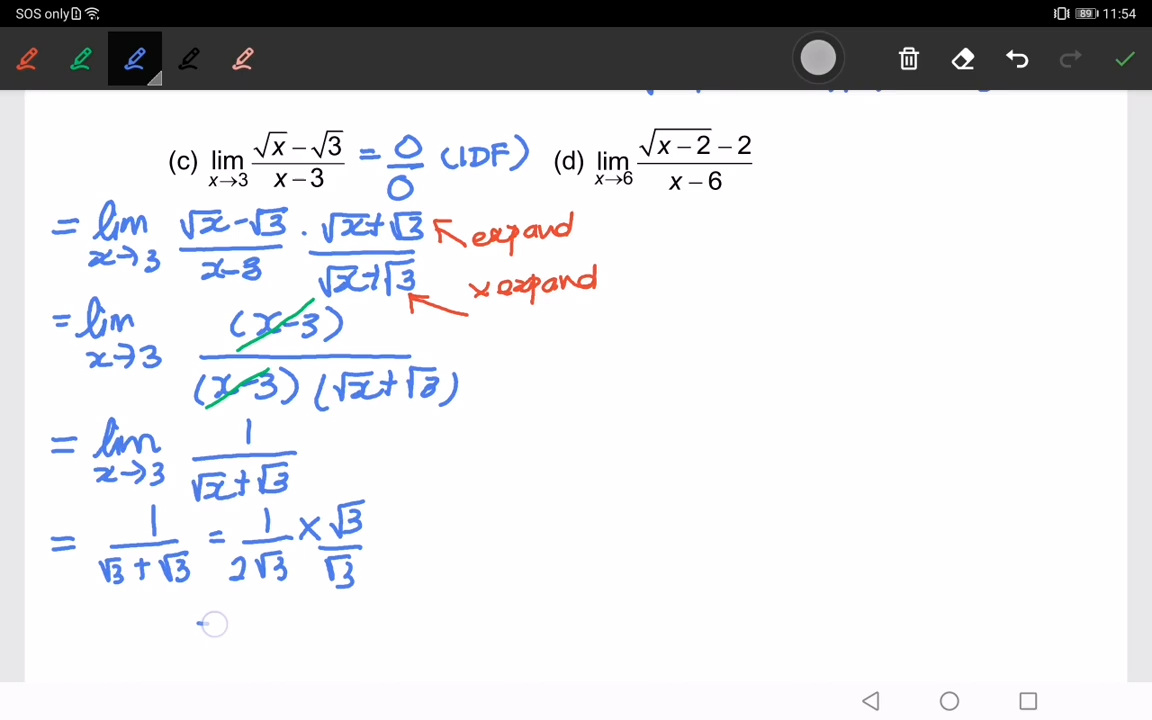 SOS only 89 11:54
(c) lim x→3 (√x − √3)/(x − 3) = 0/0 (IDF) (d) lim x→6 (√(x − 2) − 2)/(x − 6)
= lim x→3 (√x − √3)/(x − 3) · (√x + √3)/(√x + √3) expand
x expand
= lim x→3 (x − 3)/((x − 3)(√x + √3))
= lim x→3 1/(√x + √3)
= 1/(√3 + √3) = 1/(2√3) × √3/√3